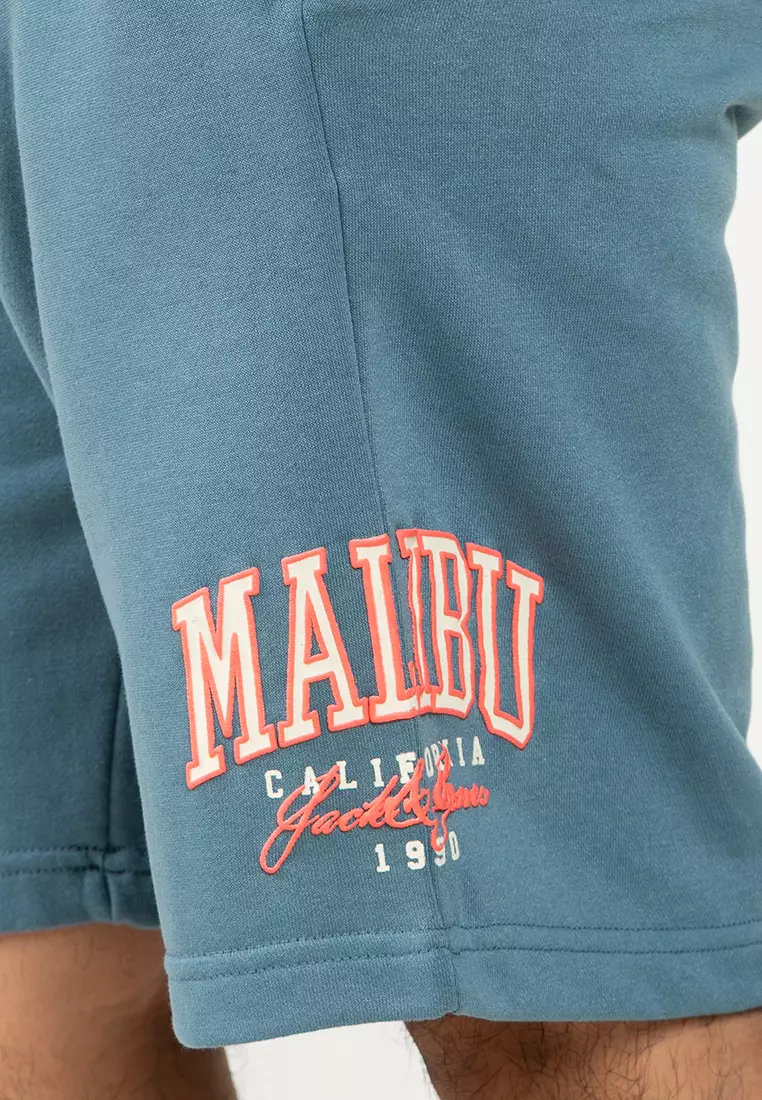 MALIBU
CALIFORNIA
Jack & Jones
1990